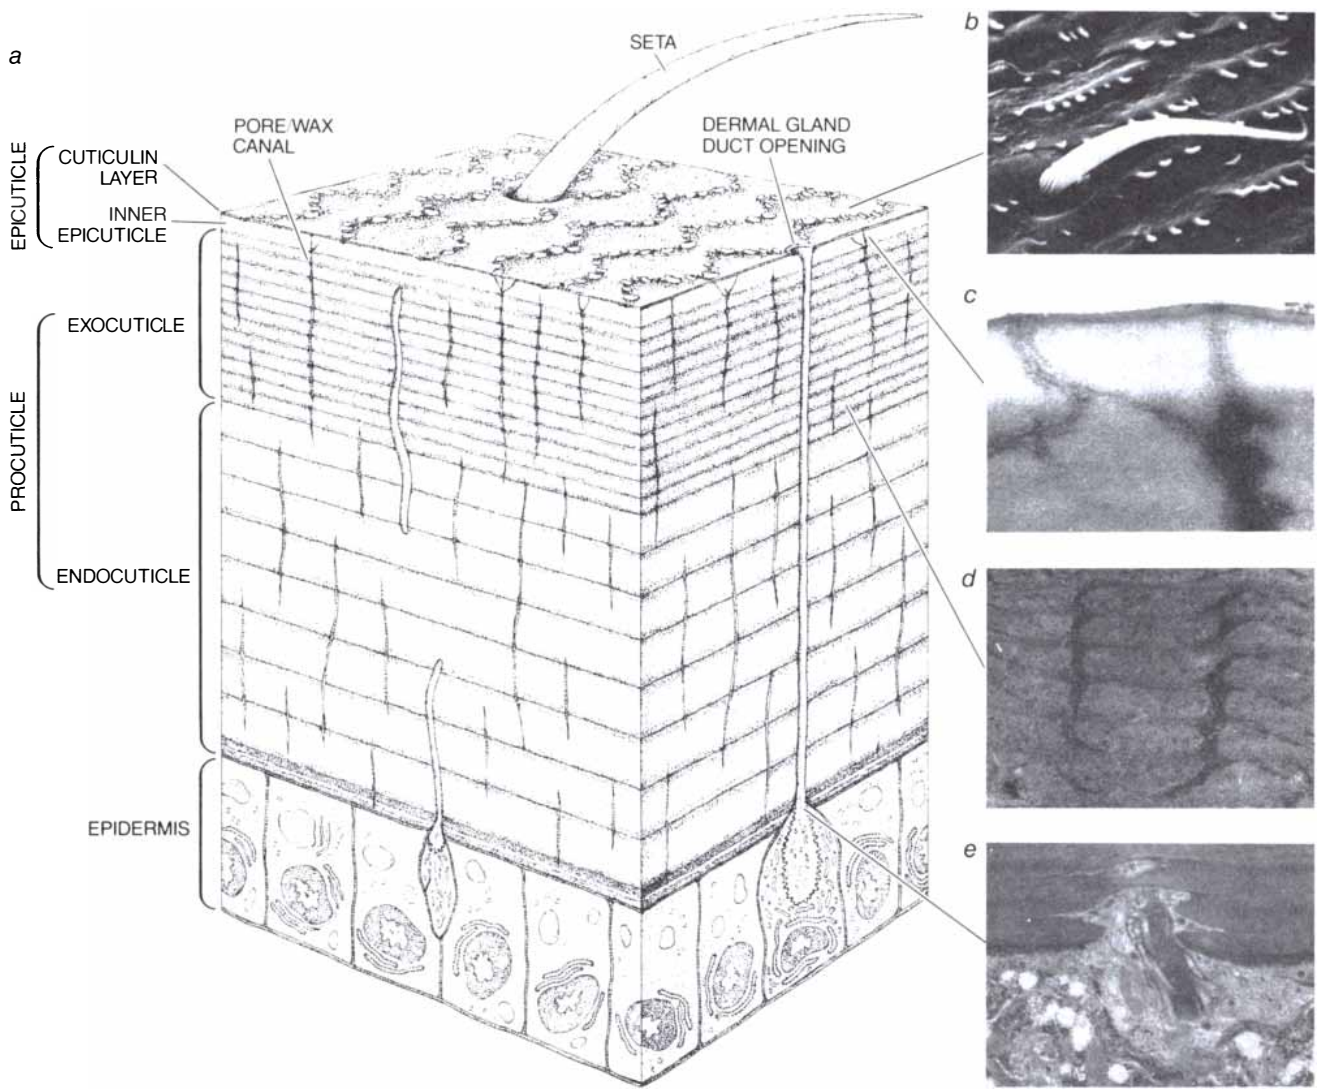 a
SETA
b
PORE/WAX
CANAL
DERMAL GLAND
DUCT OPENING
EPICUTICLE
CUTICULIN
LAYER
INNER
EPICUTICLE
c
PROCUTICLE
EXOCUTICLE
ENDOCUTICLE
d
EPIDERMIS
e